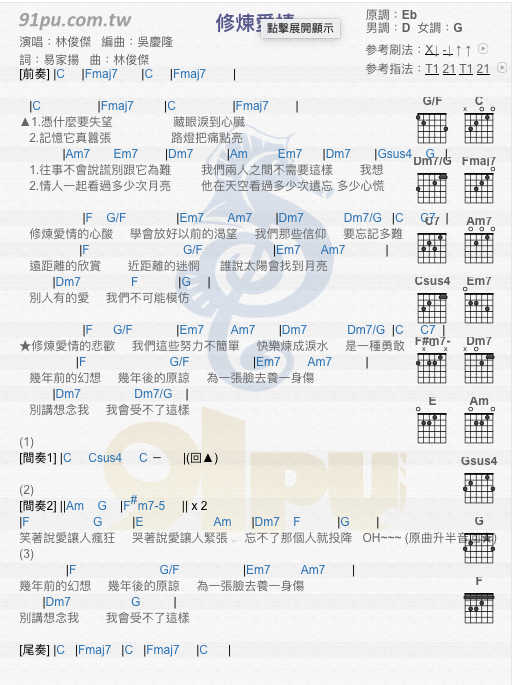 91pu.com.tw
修煉愛情
點擊展開顯示
原調：Eb
男調：D 女調：G
演唱：林俊傑 編曲：吳慶隆
參考刷法：X↓ -↓ ↑ ↑
詞：易家揚 曲：林俊傑
參考指法：T1 21 T1 21
[前奏] |C |Fmaj7 |C |Fmaj7 |
|C |Fmaj7 |C |Fmaj7 |
▲1.憑什麼要失望 藏眼淚到心臟
2.記憶它真囂張 路燈把痛點亮
|Am7 Em7 |Dm7 |Am Em7 |Dm7 |Gsus4 G |
1.往事不會說謊別跟它為難 我們兩人之間不需要這樣 我想
2.情人一起看過多少次月亮 他在天空看過多少次遺忘 多少心慌
|F G/F |Em7 Am7 |Dm7 Dm7/G |C C7 |
修煉愛情的心酸 學會放好以前的渴望 我們那些信仰 要忘記多難
|F G/F |Em7 Am7 |
遠距離的欣賞 近距離的迷惘 誰說太陽會找到月亮
|Dm7 F |G |
別人有的愛 我們不可能模仿
|F G/F |Em7 Am7 |Dm7 Dm7/G |C C7 |
★修煉愛情的悲歡 我們這些努力不簡單 快樂煉成淚水 是一種勇敢
|F G/F |Em7 Am7 |
幾年前的幻想 幾年後的原諒 為一張臉去養一身傷
|Dm7 Dm7/G |
別講想念我 我會受不了這樣
(1)
[間奏1] |C Csus4 C – |(回▲)
(2)
[間奏2] ||Am G |F#m7-5 || x 2
|F G |E Am |Dm7 F |G |
笑著說愛讓人瘋狂 哭著說愛讓人緊張 忘不了那個人就投降 OH~~~ (原曲升半音回★)
(3)
|F G/F |Em7 Am7 |
幾年前的幻想 幾年後的原諒 為一張臉去養一身傷
|Dm7 G |
別講想念我 我會受不了這樣
[尾奏] |C |Fmaj7 |C |Fmaj7 |C |
G/F C
Dm7/G Fmaj7
C7 Am7
Csus4 Em7
F#m7- Dm7
E Am
Gsus4
G
F
91pu